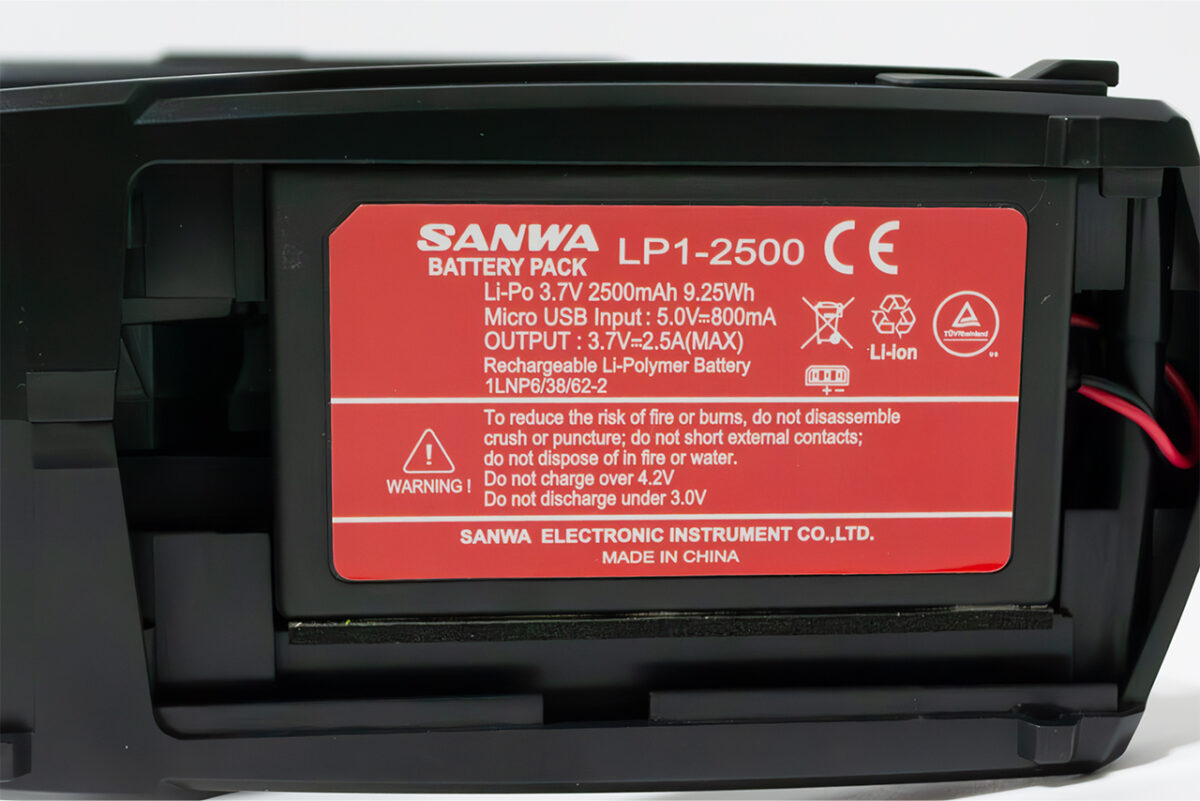 SANWA LP1-2500 CE
BATTERY PACK
Li-Po 3.7V 2500mAh 9.25Wh
Micro USB Input : 5.0V⎓800mA
OUTPUT : 3.7V⎓2.5A(MAX)
Rechargeable Li-Polymer Battery
1LNP6/38/62-2
Li-ion
TÜVRheinland
+ −
To reduce the risk of fire or burns, do not disassemble
crush or puncture; do not short external contacts;
do not dispose of in fire or water.
Do not charge over 4.2V
Do not discharge under 3.0V
WARNING !
SANWA ELECTRONIC INSTRUMENT CO.,LTD.
MADE IN CHINA